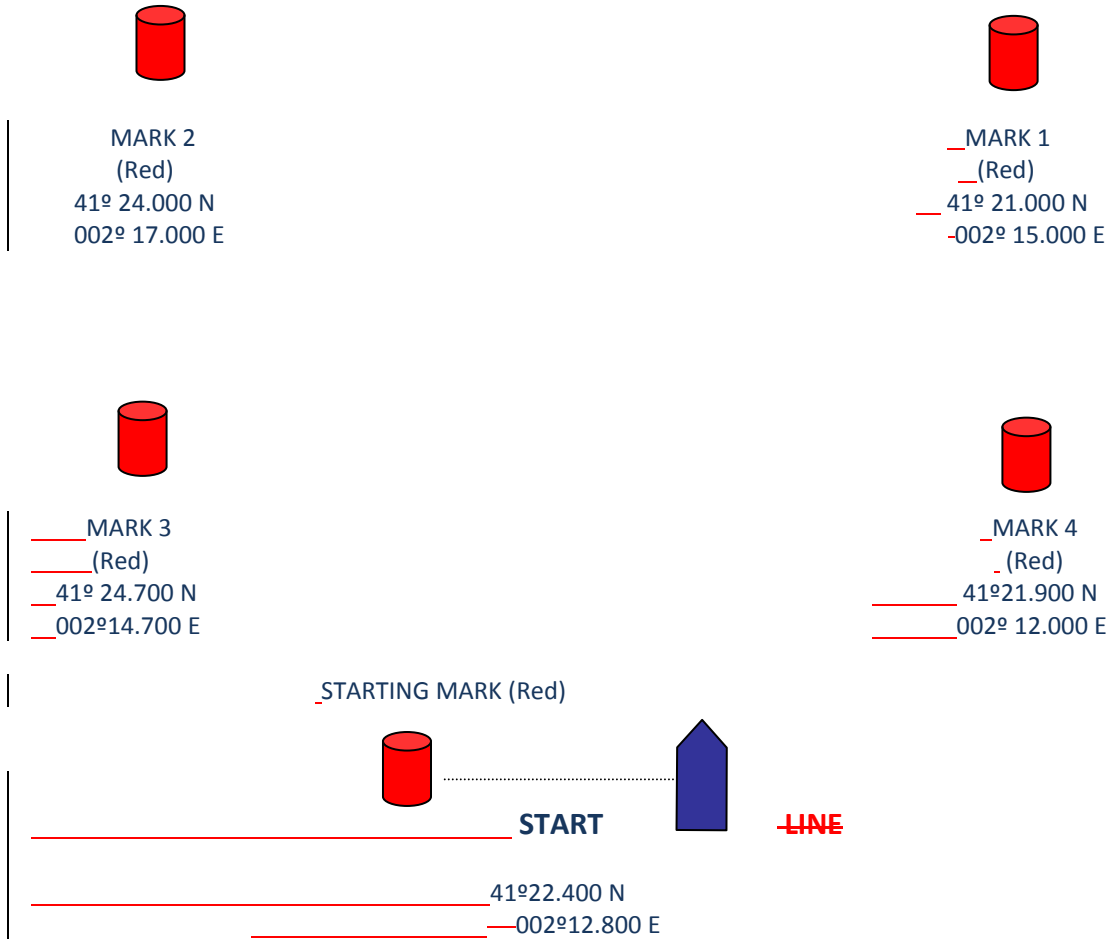 MARK 2
(Red)
41º 24.000 N
002º 17.000 E
MARK 1
(Red)
41º 21.000 N
002º 15.000 E
MARK 3
(Red)
41º 24.700 N
002º14.700 E
MARK 4
(Red)
41º21.900 N
002º 12.000 E
STARTING MARK (Red)
START LINE
41º22.400 N
002º12.800 E